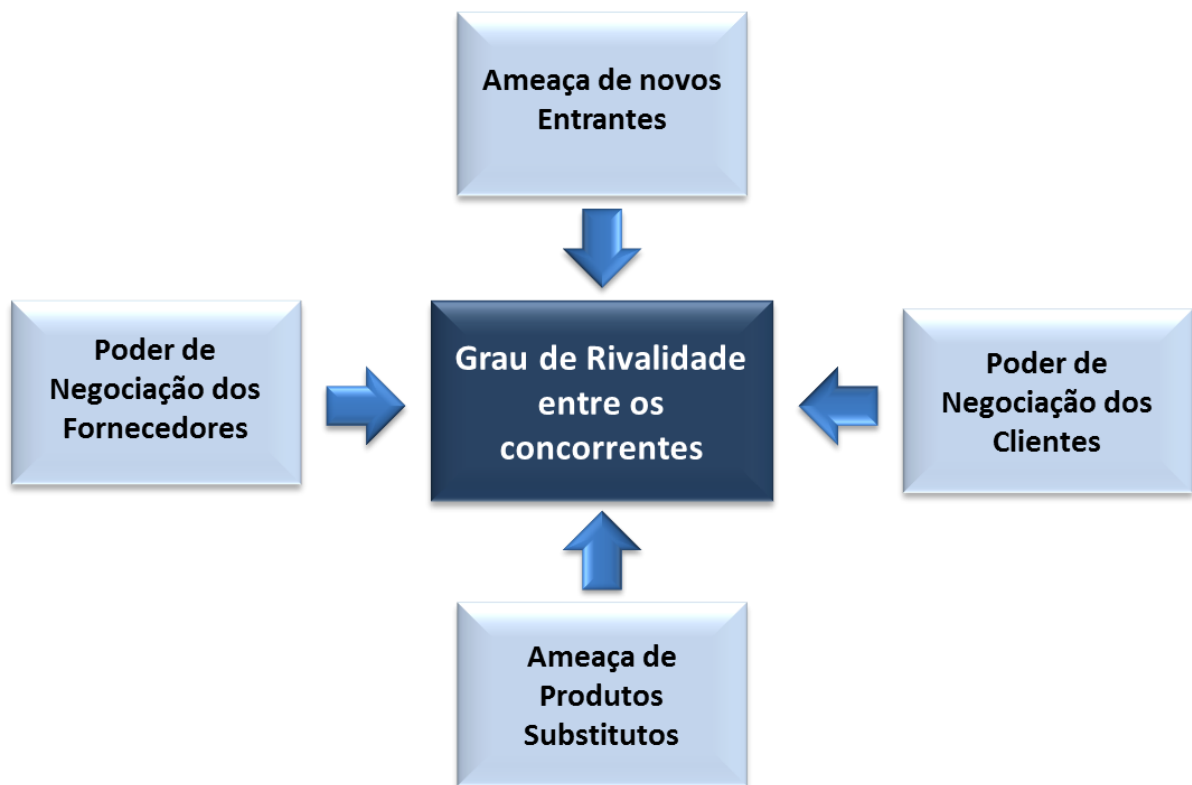 Ameaça de novos
Entrantes
Poder de
Negociação dos
Fornecedores
Grau de Rivalidade
entre os
concorrentes
Poder de
Negociação dos
Clientes
Ameaça de
Produtos
Substitutos